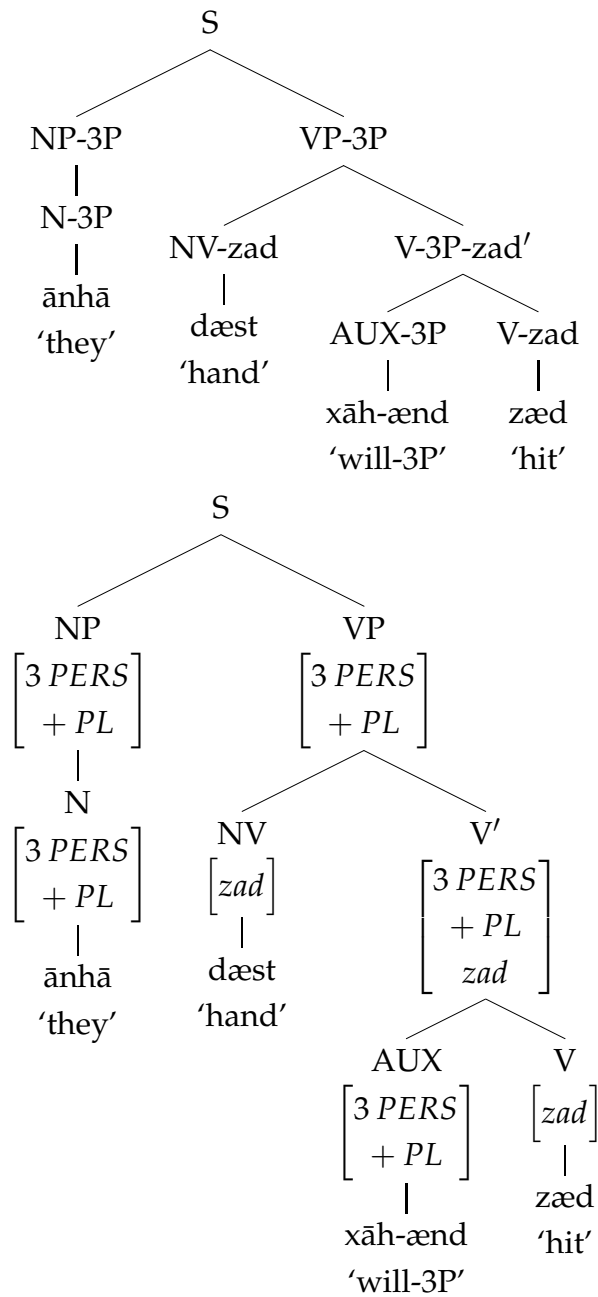 S
NP-3P VP-3P
N-3P NV-zad V-3P-zad′
ānhā dæst AUX-3P V-zad
‘they’ ‘hand’ xāh-ænd zæd
‘will-3P’ ‘hit’
S
NP VP
[3 PERS [3 PERS
+ PL] + PL]
N NV V′
[3 PERS [zad] [3 PERS
+ PL] + PL
zad]
ānhā dæst
‘they’ ‘hand’
AUX V
[3 PERS [zad]
+ PL]
xāh-ænd zæd
‘will-3P’ ‘hit’